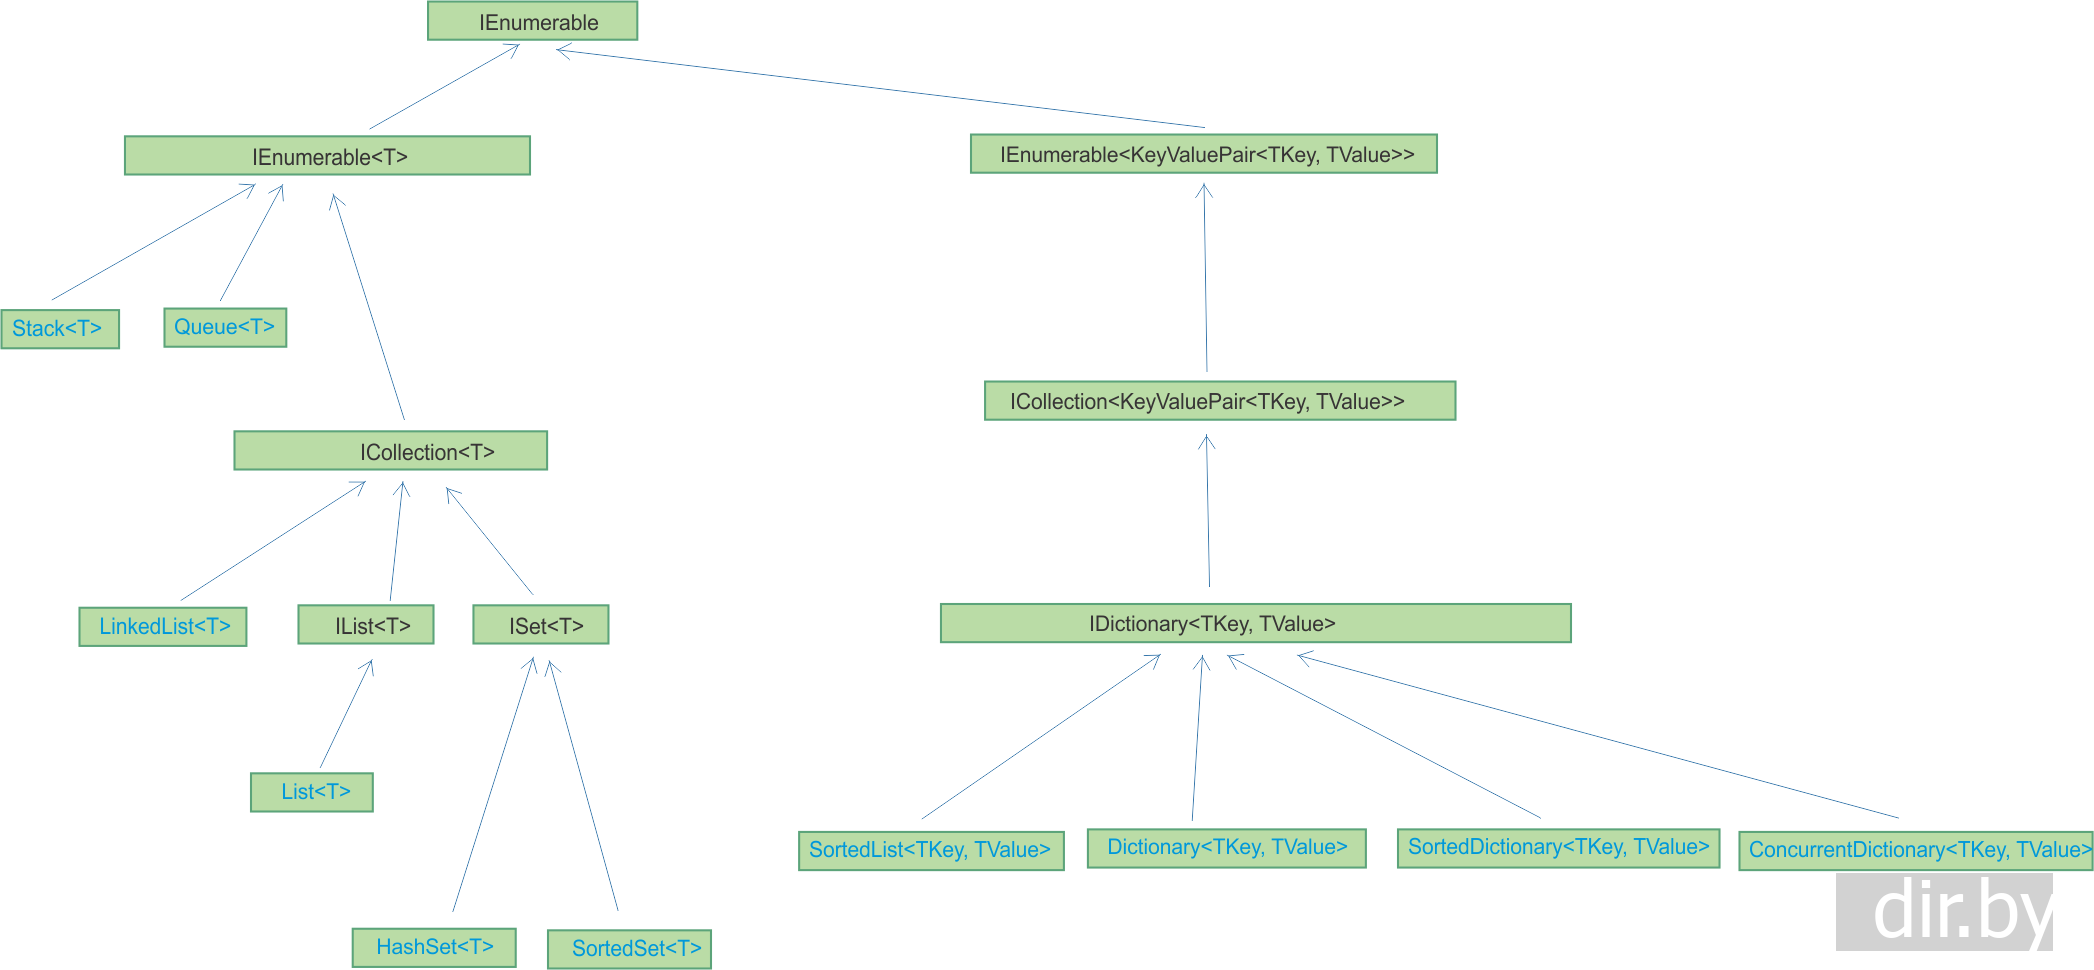 IEnumerable
IEnumerable<T>
IEnumerable<KeyValuePair<TKey, TValue>>
Stack<T>
Queue<T>
ICollection<KeyValuePair<TKey, TValue>>
ICollection<T>
LinkedList<T>
IList<T>
ISet<T>
IDictionary<TKey, TValue>
List<T>
SortedList<TKey, TValue>
Dictionary<TKey, TValue>
SortedDictionary<TKey, TValue>
ConcurrentDictionary<TKey, TValue>
HashSet<T>
SortedSet<T>
dir.by